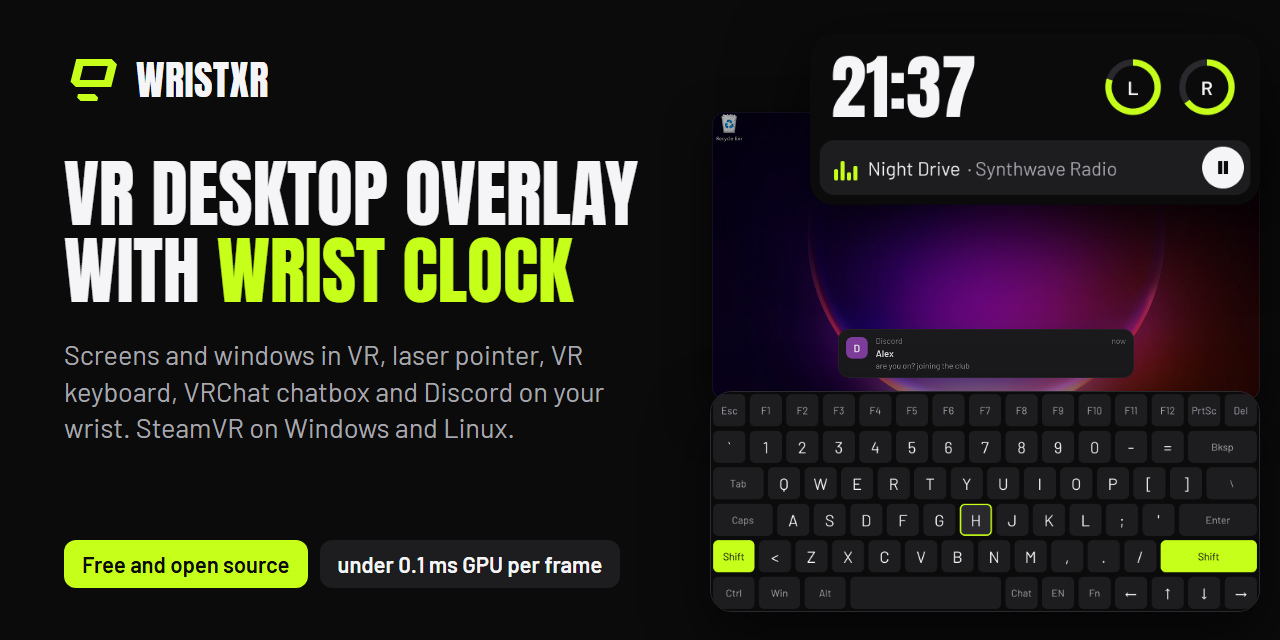 WRISTXR
VR DESKTOP OVERLAY
WITH WRIST CLOCK
Screens and windows in VR, laser pointer, VR
keyboard, VRChat chatbox and Discord on your
wrist. SteamVR on Windows and Linux.
Free and open source
under 0.1 ms GPU per frame
21:37
L
R
Night Drive · Synthwave Radio
Recycle Bin
D
Discord
now
Alex
are you on? joining the club
Esc F1 F2 F3 F4 F5 F6 F7 F8 F9 F10 F11 F12 PrtSc Del
` 1 2 3 4 5 6 7 8 9 0 - = Bksp
Tab Q W E R T Y U I O P [ ] \
Caps A S D F G H J K L ; ' Enter
Shift < Z X C V B N M , . / Shift
Ctrl Win Alt Chat EN Fn ← ↑ ↓ →